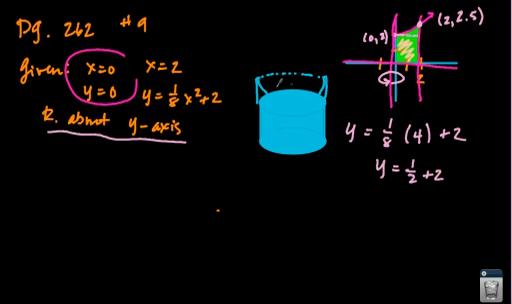 Pg. 262 #9
Given: x=0 x=2
y=0 y=1/8 x²+2
R. about y-axis
(2, 2.5)
(0,2)
2
y = 1/8 (4) + 2
y = 1/2 + 2